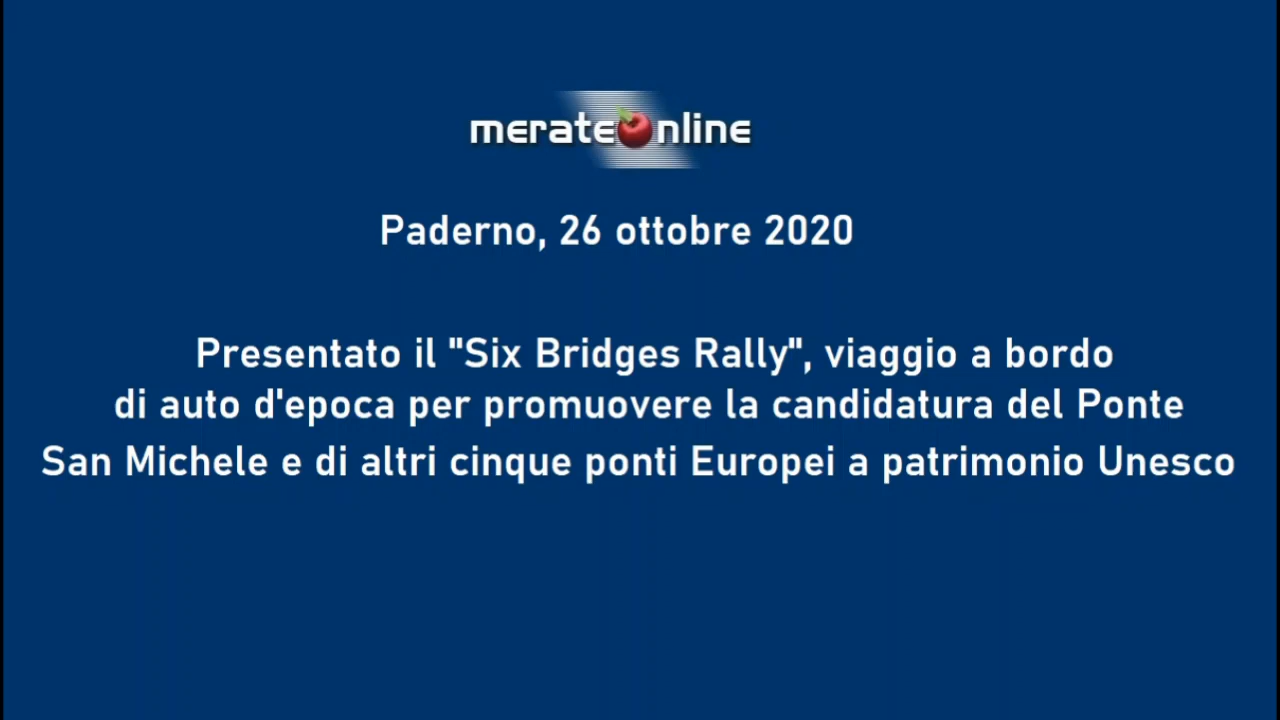 merateonline
Paderno, 26 ottobre 2020
Presentato il "Six Bridges Rally", viaggio a bordo
di auto d'epoca per promuovere la candidatura del Ponte
San Michele e di altri cinque ponti Europei a patrimonio Unesco